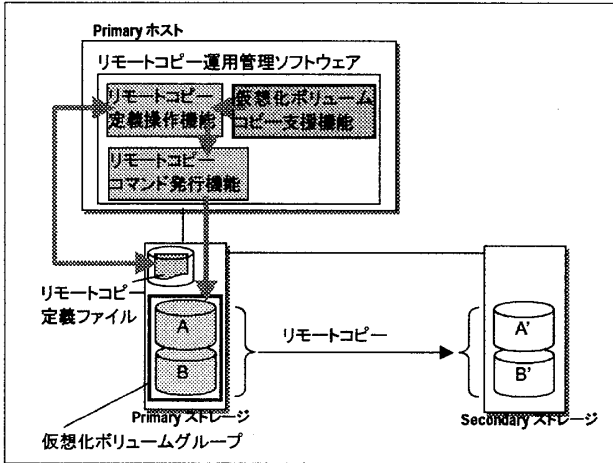 Primary ホスト
リモートコピー運用管理ソフトウェア
リモートコピー
定義操作機能
仮想化ボリューム
コピー支援機能
リモートコピー
コマンド発行機能
リモートコピー
定義ファイル
A
B
リモートコピー
A'
B'
Primary ストレージ
Secondary ストレージ
仮想化ボリュームグループ